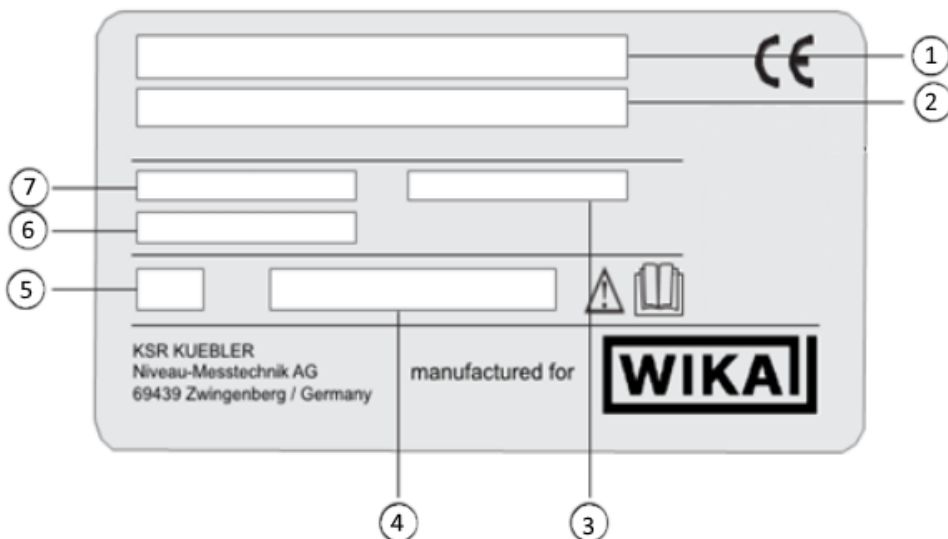 1
CE
2
7
6
5
KSR KUEBLER
Niveau-Messtechnik AG
69439 Zwingenberg / Germany
manufactured for
WIKA
4
3